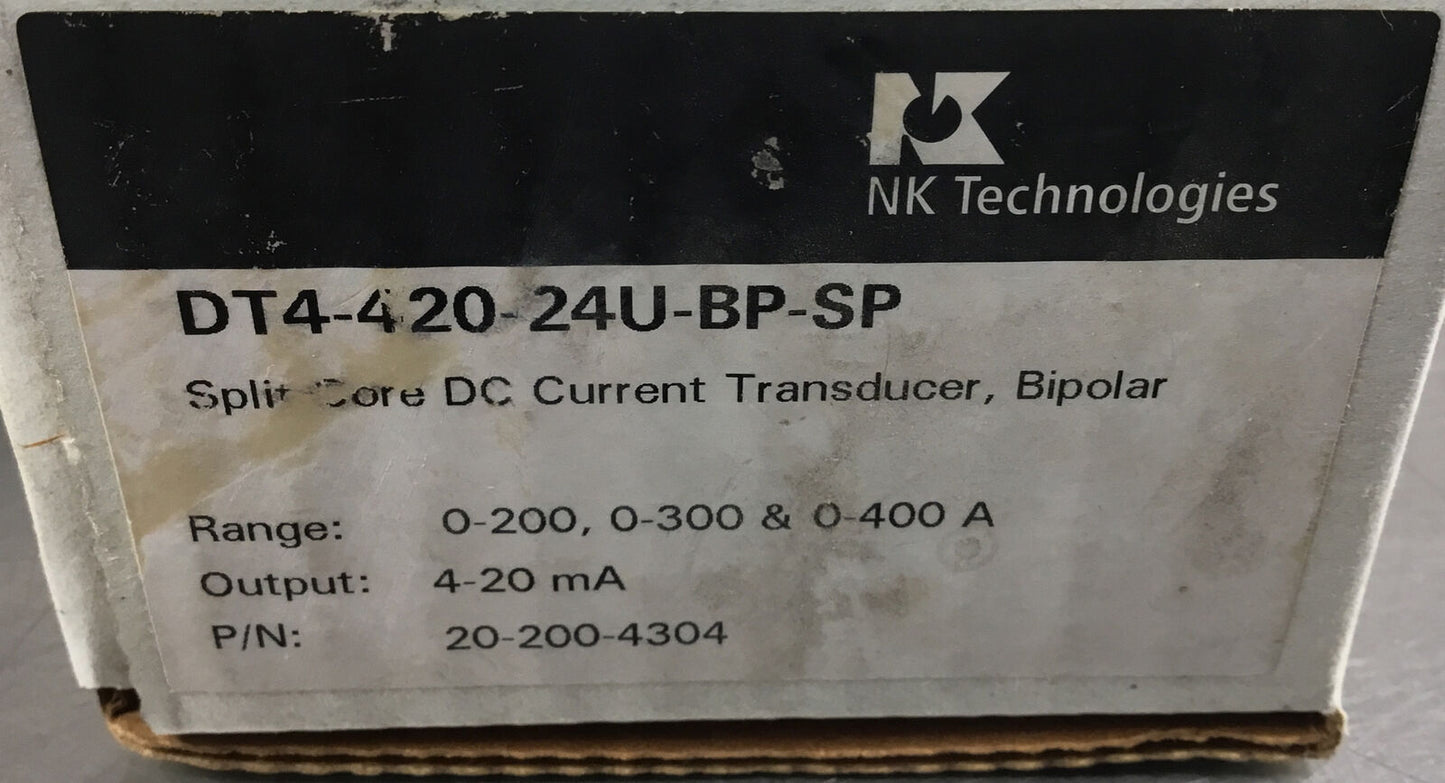 NK
NK Technologies
DT4-420-24U-BP-SP
Split Core DC Current Transducer, Bipolar
Range: 0-200, 0-300 & 0-400 A
Output: 4-20 mA
P/N: 20-200-4304